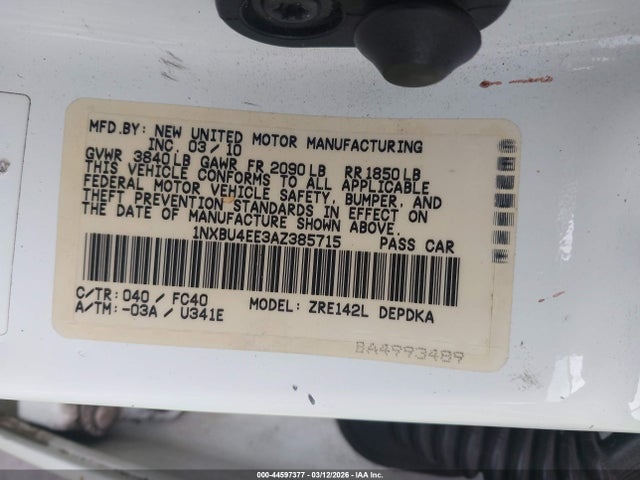 MFD.BY: NEW UNITED MOTOR MANUFACTURING
INC. 03/10
GVWR 3840LB GAWR FR 2090LB RR1850LB
THIS VEHICLE CONFORMS TO ALL APPLICABLE
FEDERAL MOTOR VEHICLE SAFETY, BUMPER, AND
THEFT PREVENTION STANDARDS IN EFFECT ON
THE DATE OF MANUFACTURE SHOWN ABOVE.
1NXBU4EE3AZ385715 PASS CAR
C/TR: 040 / FC40 MODEL: ZRE142L DEPDKA
A/TM: -03A / U341E
BA4993489
000-44597377 - 03/12/2026 - IAA Inc.